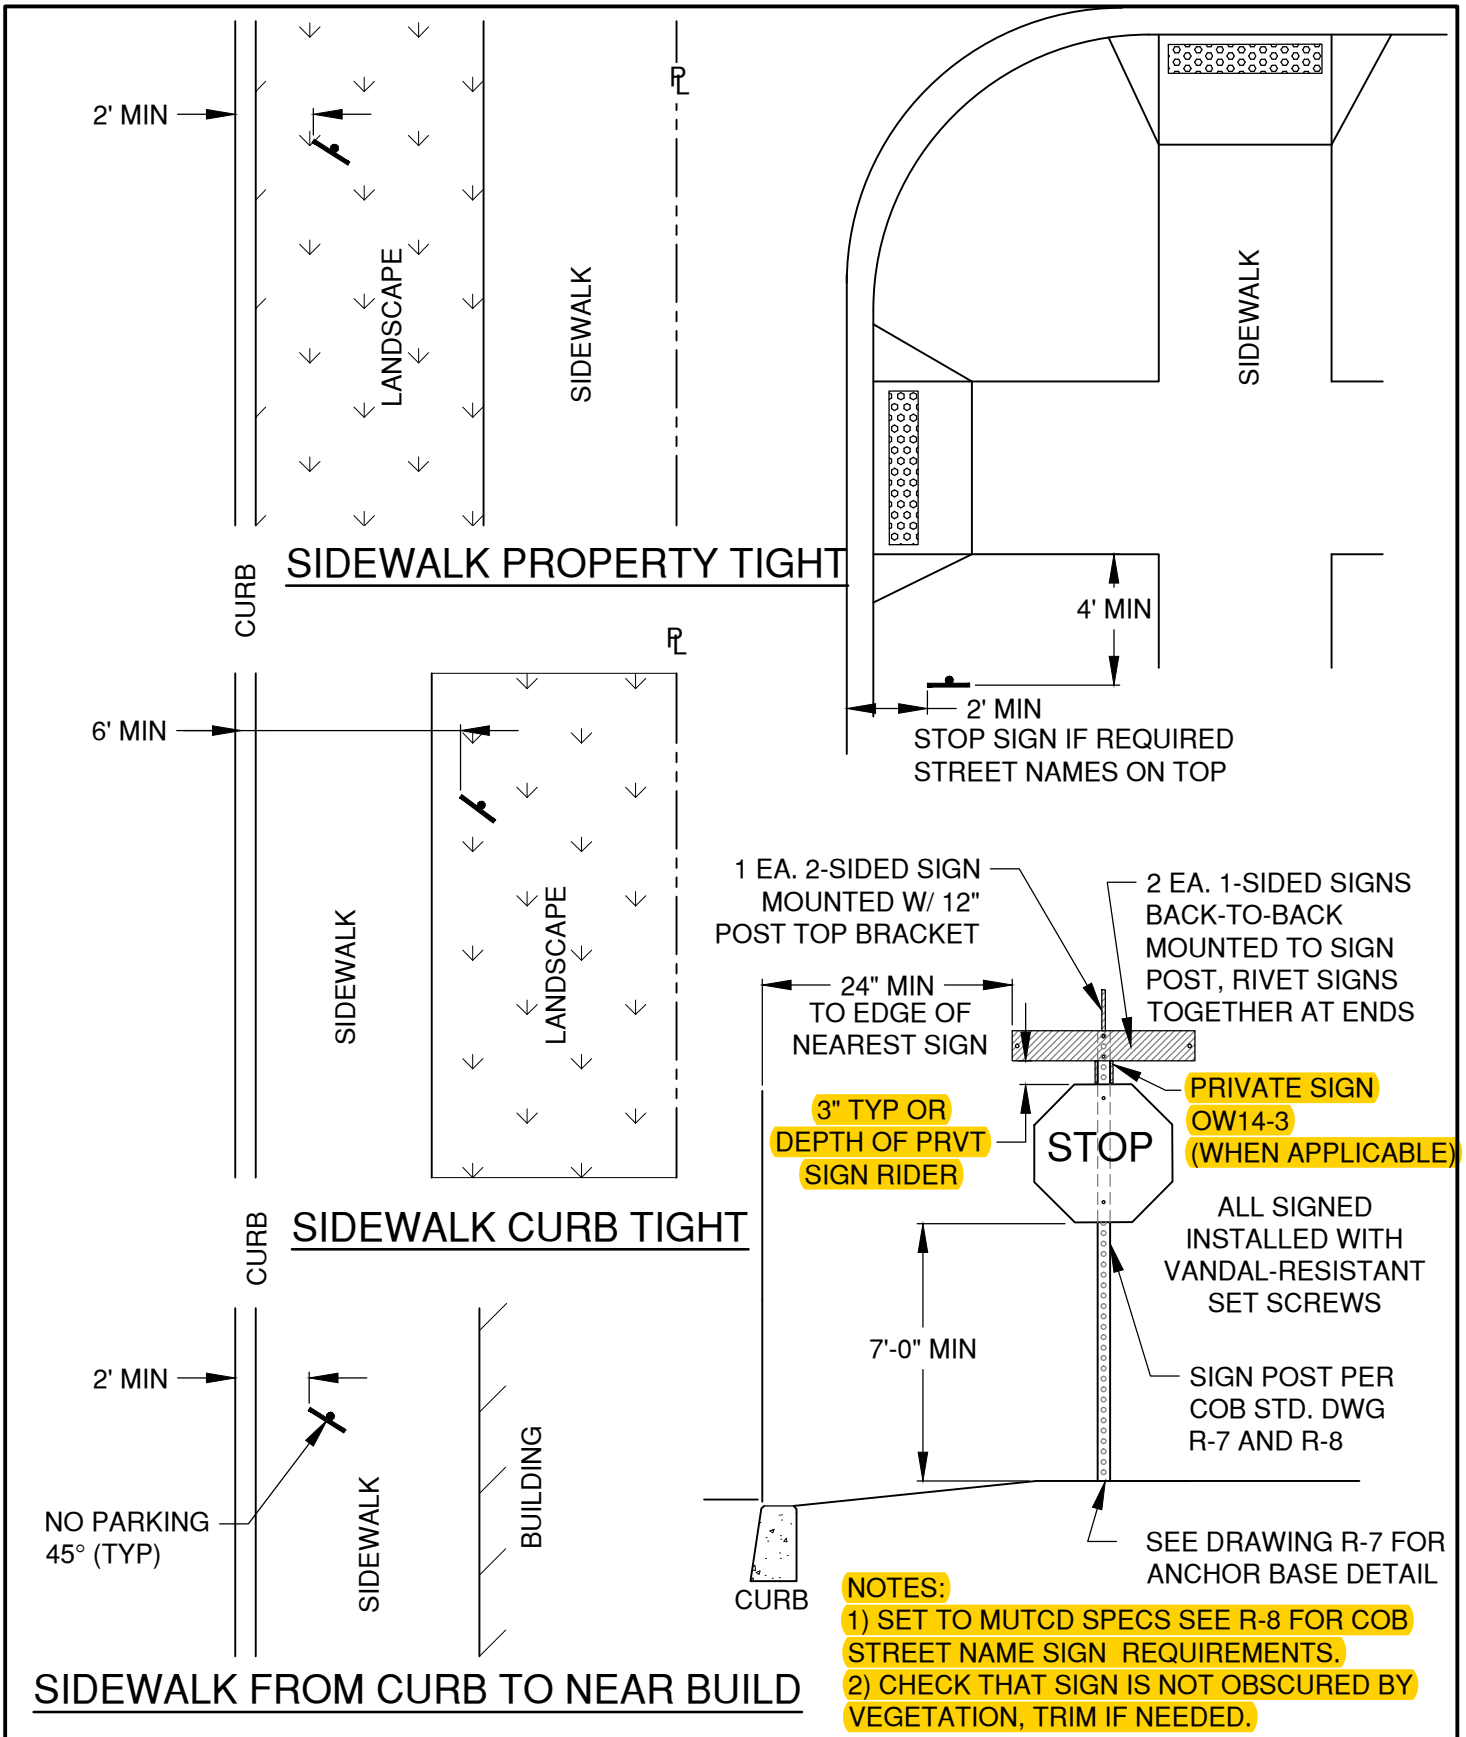 2' MIN
LANDSCAPE
SIDEWALK
PL
SIDEWALK
CURB
SIDEWALK PROPERTY TIGHT
4' MIN
2' MIN
STOP SIGN IF REQUIRED
STREET NAMES ON TOP
PL
6' MIN
SIDEWALK
LANDSCAPE
CURB
SIDEWALK CURB TIGHT
1 EA. 2-SIDED SIGN
MOUNTED W/ 12"
POST TOP BRACKET
2 EA. 1-SIDED SIGNS
BACK-TO-BACK
MOUNTED TO SIGN
POST, RIVET SIGNS
TOGETHER AT ENDS
24" MIN
TO EDGE OF
NEAREST SIGN
3" TYP OR
DEPTH OF PRVT
SIGN RIDER
PRIVATE SIGN
OW14-3
(WHEN APPLICABLE)
STOP
ALL SIGNED
INSTALLED WITH
VANDAL-RESISTANT
SET SCREWS
7'-0" MIN
SIGN POST PER
COB STD. DWG
R-7 AND R-8
SEE DRAWING R-7 FOR
ANCHOR BASE DETAIL
CURB
2' MIN
NO PARKING
45° (TYP)
SIDEWALK
BUILDING
SIDEWALK FROM CURB TO NEAR BUILD
NOTES:
1) SET TO MUTCD SPECS SEE R-8 FOR COB
STREET NAME SIGN REQUIREMENTS.
2) CHECK THAT SIGN IS NOT OBSCURED BY
VEGETATION, TRIM IF NEEDED.